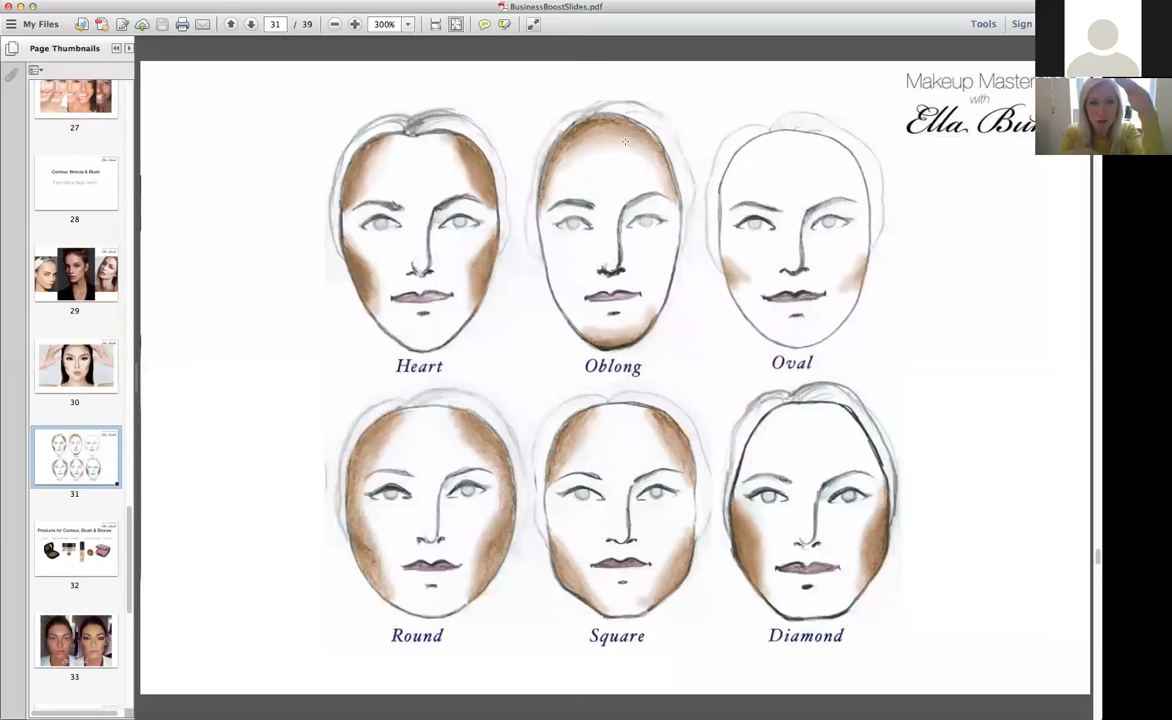 BusinessBoostSlides.pdf
My Files
31 / 39
300%
Tools
Sign
Page Thumbnails
27
Contour, Bronze & Blush
28
29
30
31
Products for Contour, Blush & Bronze
32
33
Makeup Master
with
Ella Bur
Heart
Oblong
Oval
Round
Square
Diamond